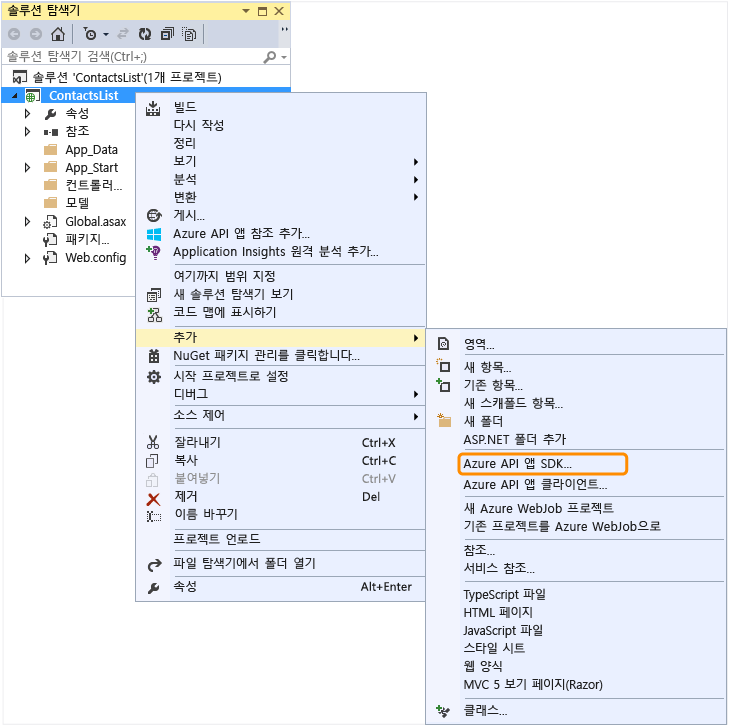 솔루션 탐색기
솔루션 탐색기 검색(Ctrl+;)
솔루션 'ContactsList'(1개 프로젝트)
ContactsList
속성
참조
App_Data
App_Start
컨트롤러...
모델
Global.asax
패키지...
Web.config
빌드
다시 작성
정리
보기
분석
변환
게시...
Azure API 앱 참조 추가...
Application Insights 원격 분석 추가...
여기까지 범위 지정
새 솔루션 탐색기 보기
코드 맵에 표시하기
추가
NuGet 패키지 관리를 클릭합니다...
시작 프로젝트로 설정
디버그
소스 제어
잘라내기 Ctrl+X
복사 Ctrl+C
붙여넣기 Ctrl+V
제거 Del
이름 바꾸기
프로젝트 언로드
파일 탐색기에서 폴더 열기
속성 Alt+Enter
영역...
새 항목...
기존 항목...
새 스캐폴드 항목...
새 폴더
ASP.NET 폴더 추가
Azure API 앱 SDK...
Azure API 앱 클라이언트...
새 Azure WebJob 프로젝트
기존 프로젝트를 Azure WebJob으로
참조...
서비스 참조...
TypeScript 파일
HTML 페이지
JavaScript 파일
스타일 시트
웹 양식
MVC 5 보기 페이지(Razor)
클래스...